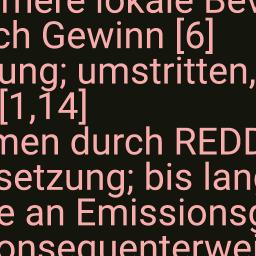 mere lokale Bev
ch Gewinn [6]
ung; umstritten,
[1,14]
men durch REDD
setzung; bis lan
e an Emissionsg
onsequenterwei